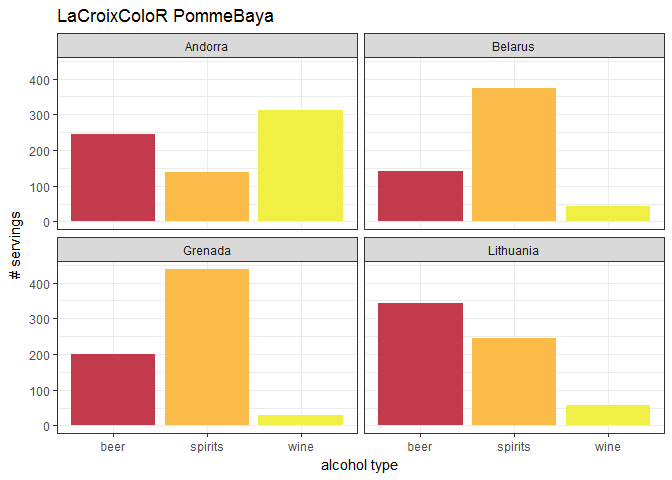 LaCroixColoR PommeBaya
Andorra
Belarus
400
300
200
100
0
# servings
Grenada
Lithuania
400
300
200
100
0
beer
spirits
wine
beer
spirits
wine
alcohol type